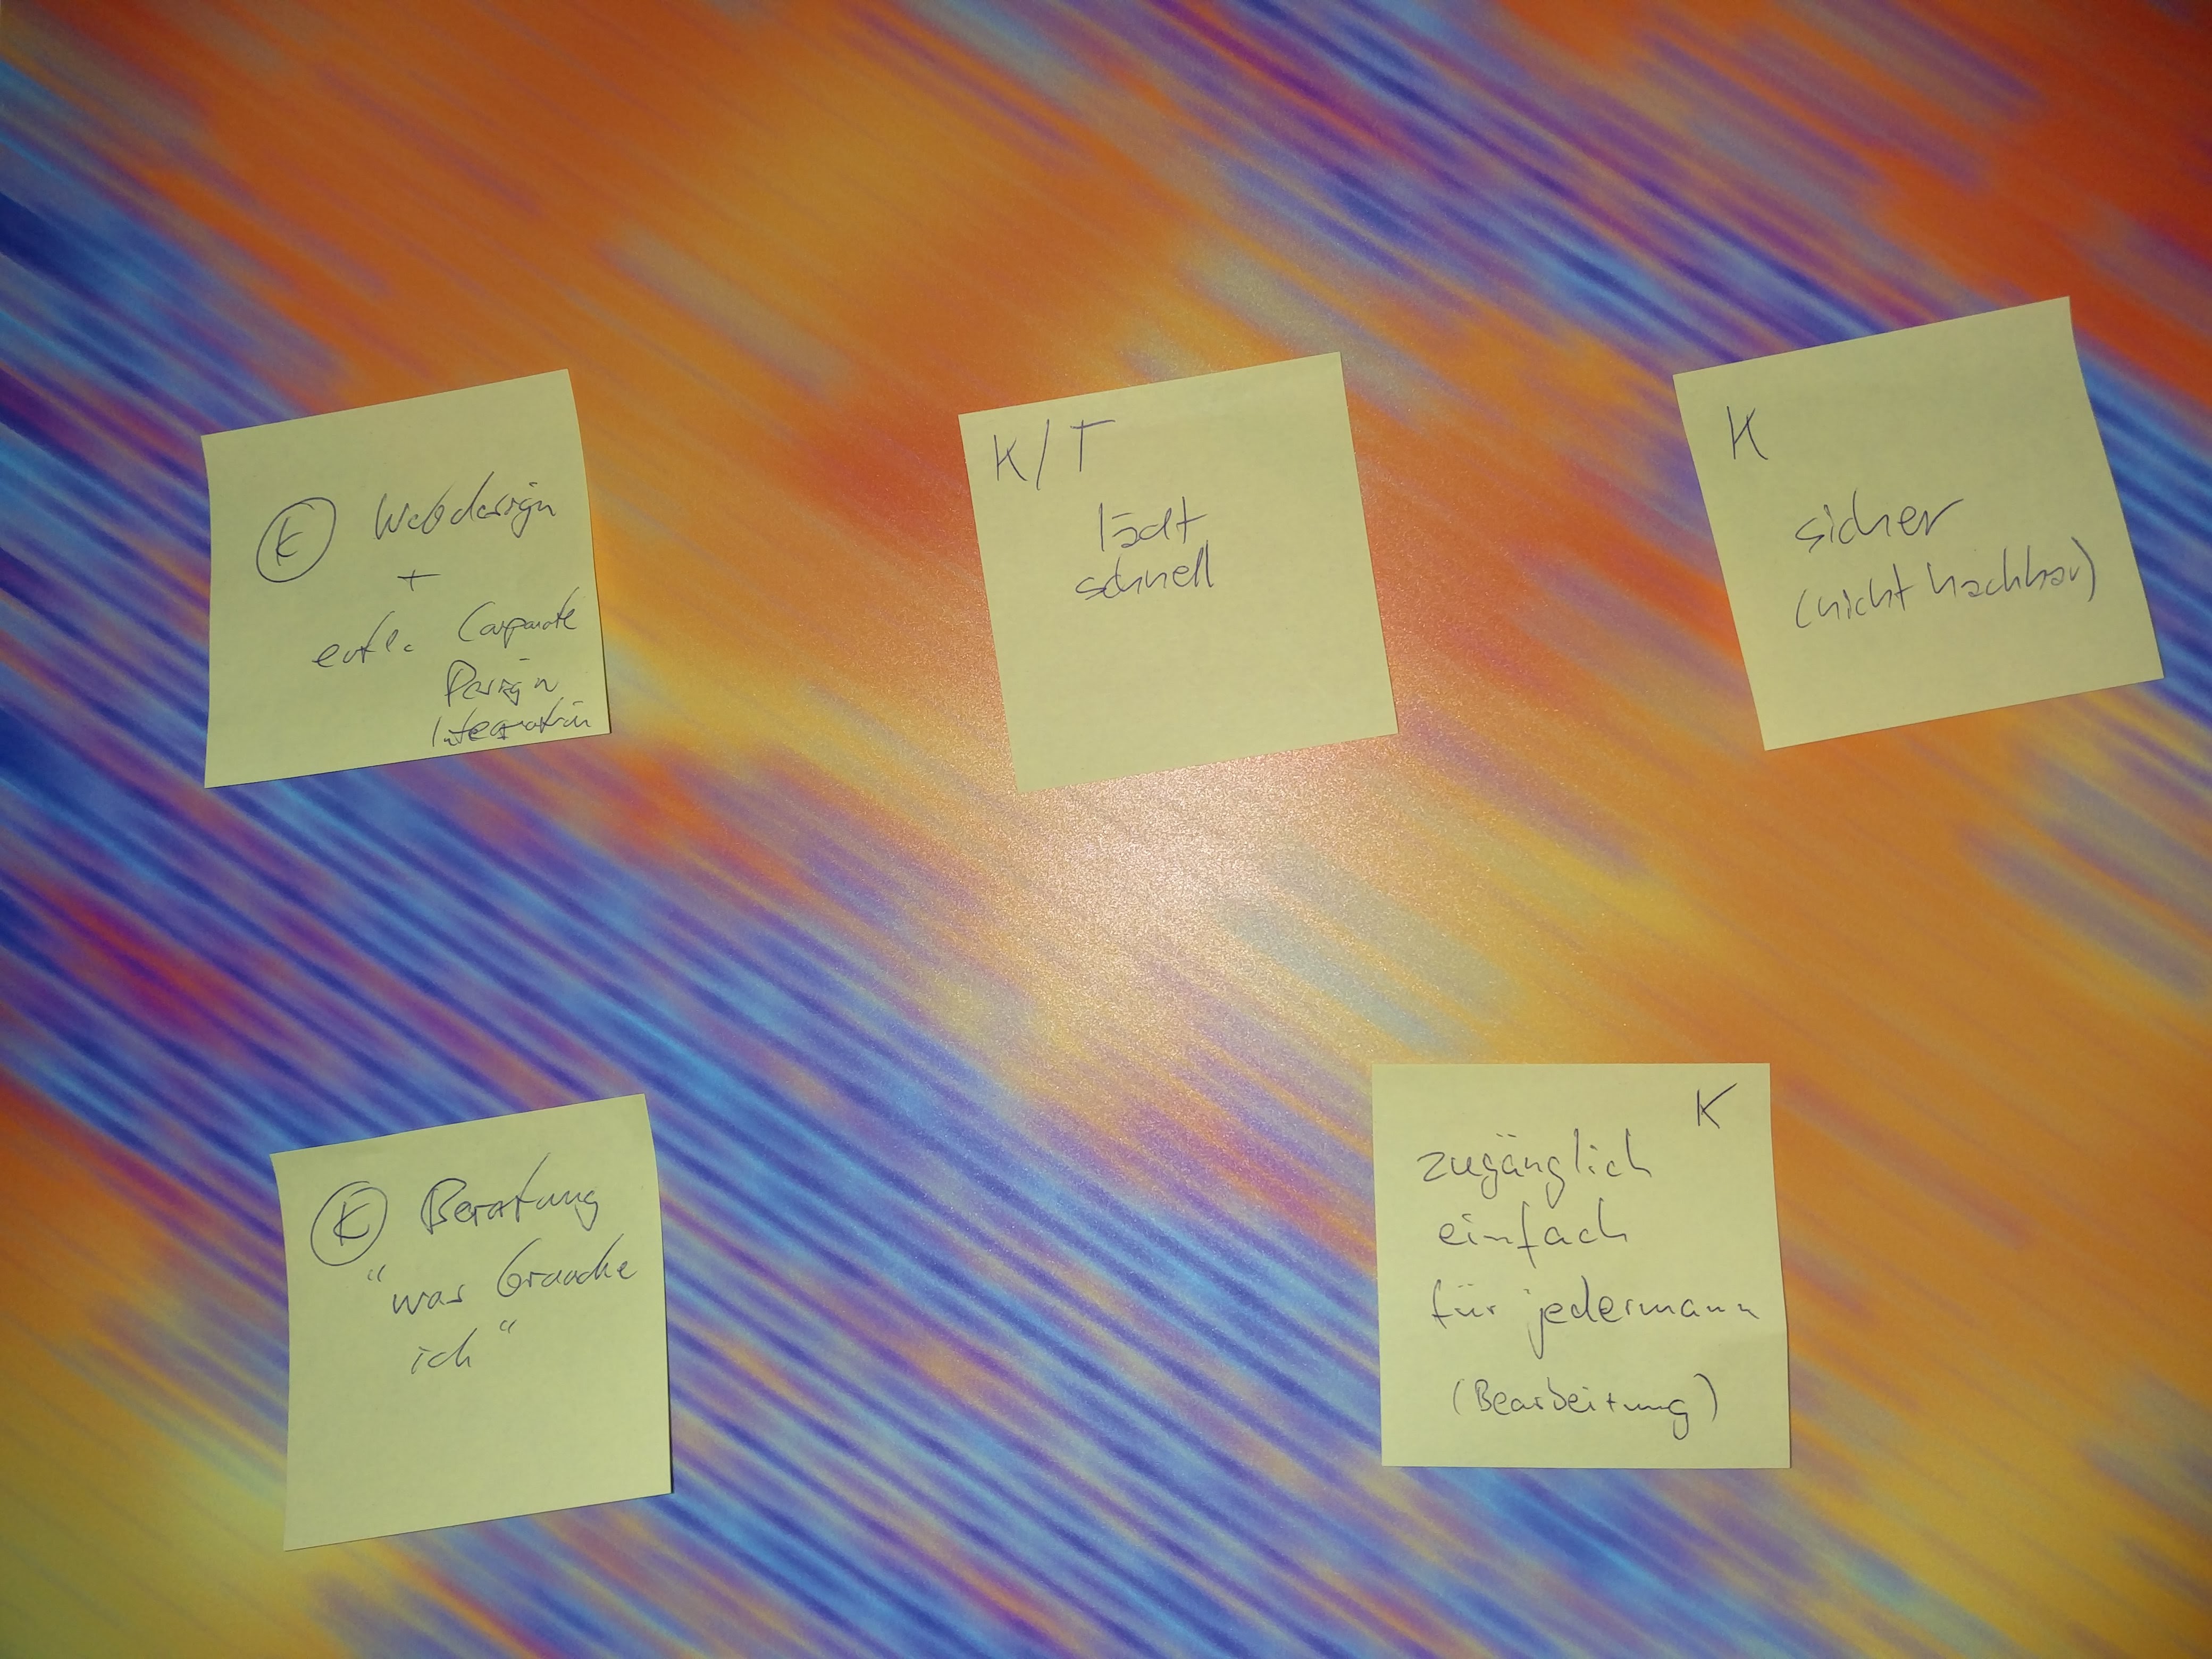 K Webdesign
+
evtl. Corporate
Design
Integration
K/T
lädt
schnell
K
sicher
(nicht hackbar)
K Beratung
"was brauche
ich"
K
zugänglich
einfach
für jedermann
(Bearbeitung)